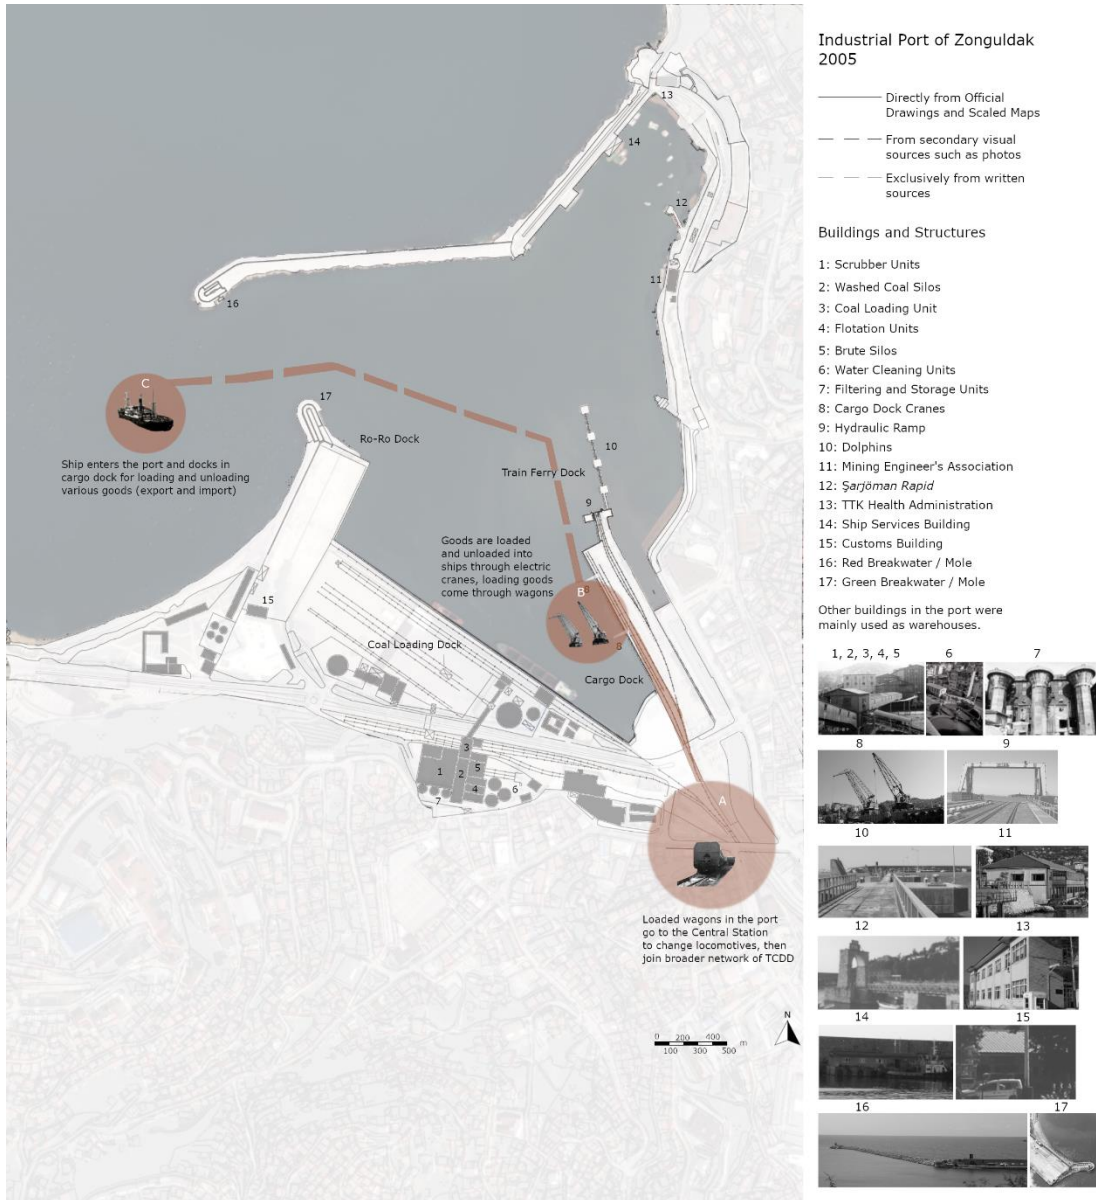 Industrial Port of Zonguldak
2005
Directly from Official
Drawings and Scaled Maps
From secondary visual
sources such as photos
Exclusively from written
sources
Buildings and Structures
1: Scrubber Units
2: Washed Coal Silos
3: Coal Loading Unit
4: Flotation Units
5: Brute Silos
6: Water Cleaning Units
7: Filtering and Storage Units
8: Cargo Dock Cranes
9: Hydraulic Ramp
10: Dolphins
11: Mining Engineer's Association
12: Şarjöman Rapid
13: TTK Health Administration
14: Ship Services Building
15: Customs Building
16: Red Breakwater / Mole
17: Green Breakwater / Mole
Other buildings in the port were
mainly used as warehouses.
1, 2, 3, 4, 5 6 7
8 9
10 11
12 13
14 15
16 17
13
14
12
11
16
C
17
Ro-Ro Dock
Ship enters the port and docks in
cargo dock for loading and unloading
various goods (export and import)
10
Train Ferry Dock
9
Goods are loaded
and unloaded into
ships through electric
cranes, loading goods
come through wagons
8
B
15
8
Coal Loading Dock
Cargo Dock
3
1
2
5
4
6
7
A
Loaded wagons in the port
go to the Central Station
to change locomotives, then
join broader network of TCDD
N
0 200 400
100 300 500 m